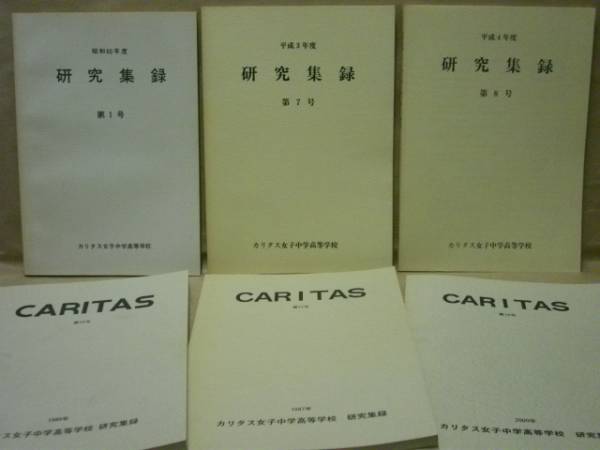 昭和60年度
研究集録
第1号
カリタス女子中学高等学校
平成3年度
研究集録
第7号
カリタス女子中学高等学校
平成4年度
研究集録
第8号
カリタス女子中学高等学校
CARITAS
タス女子中学高等学校 研究集録
CARITAS
カリタス女子中学高等学校 研究集録
CARITAS
2000年
カリタス女子中学高等学校 研究